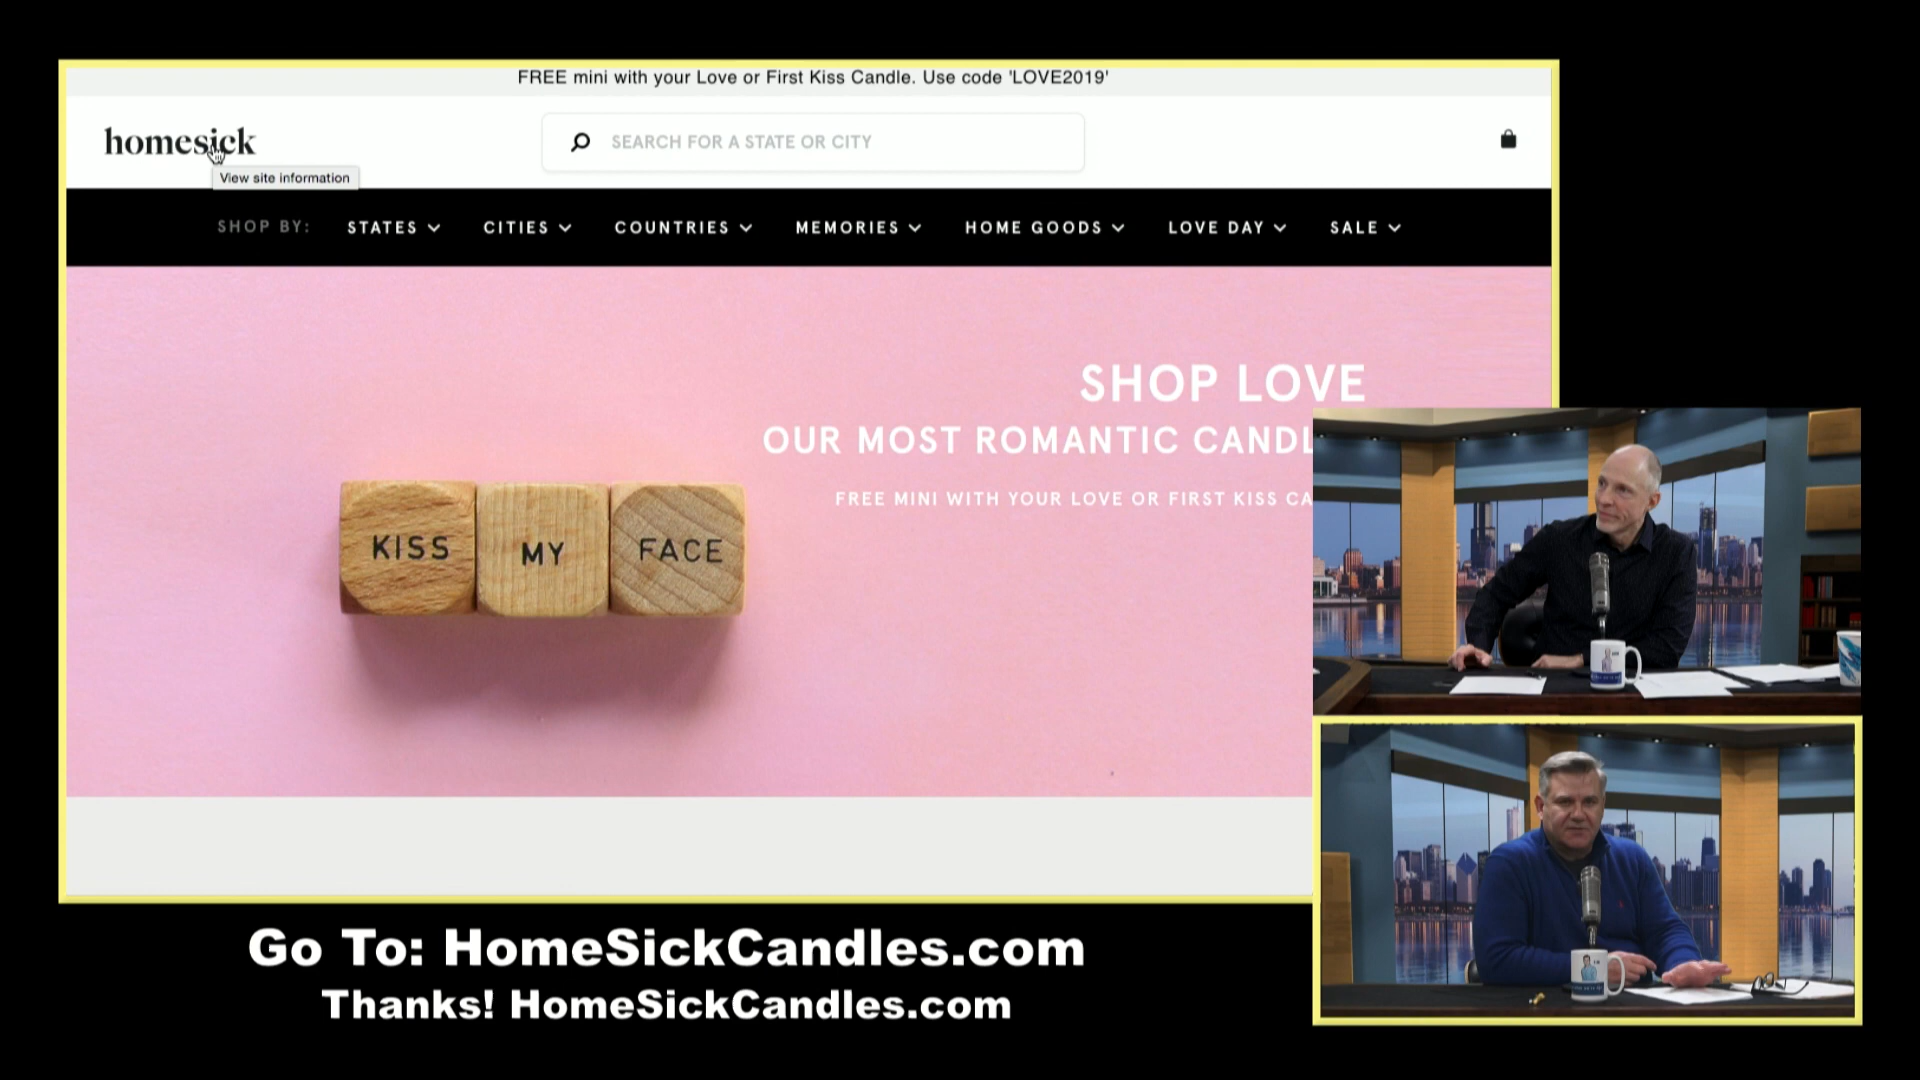 FREE mini with your Love or First Kiss Candle. Use code 'LOVE2019'
homesick
SEARCH FOR A STATE OR CITY
View site information
SHOP BY: STATES CITIES COUNTRIES MEMORIES HOME GOODS LOVE DAY SALE
SHOP LOVE
OUR MOST ROMANTIC CANDL
FREE MINI WITH YOUR LOVE OR FIRST KISS CA
KISS MY FACE
Go To: HomeSickCandles.com
Thanks! HomeSickCandles.com